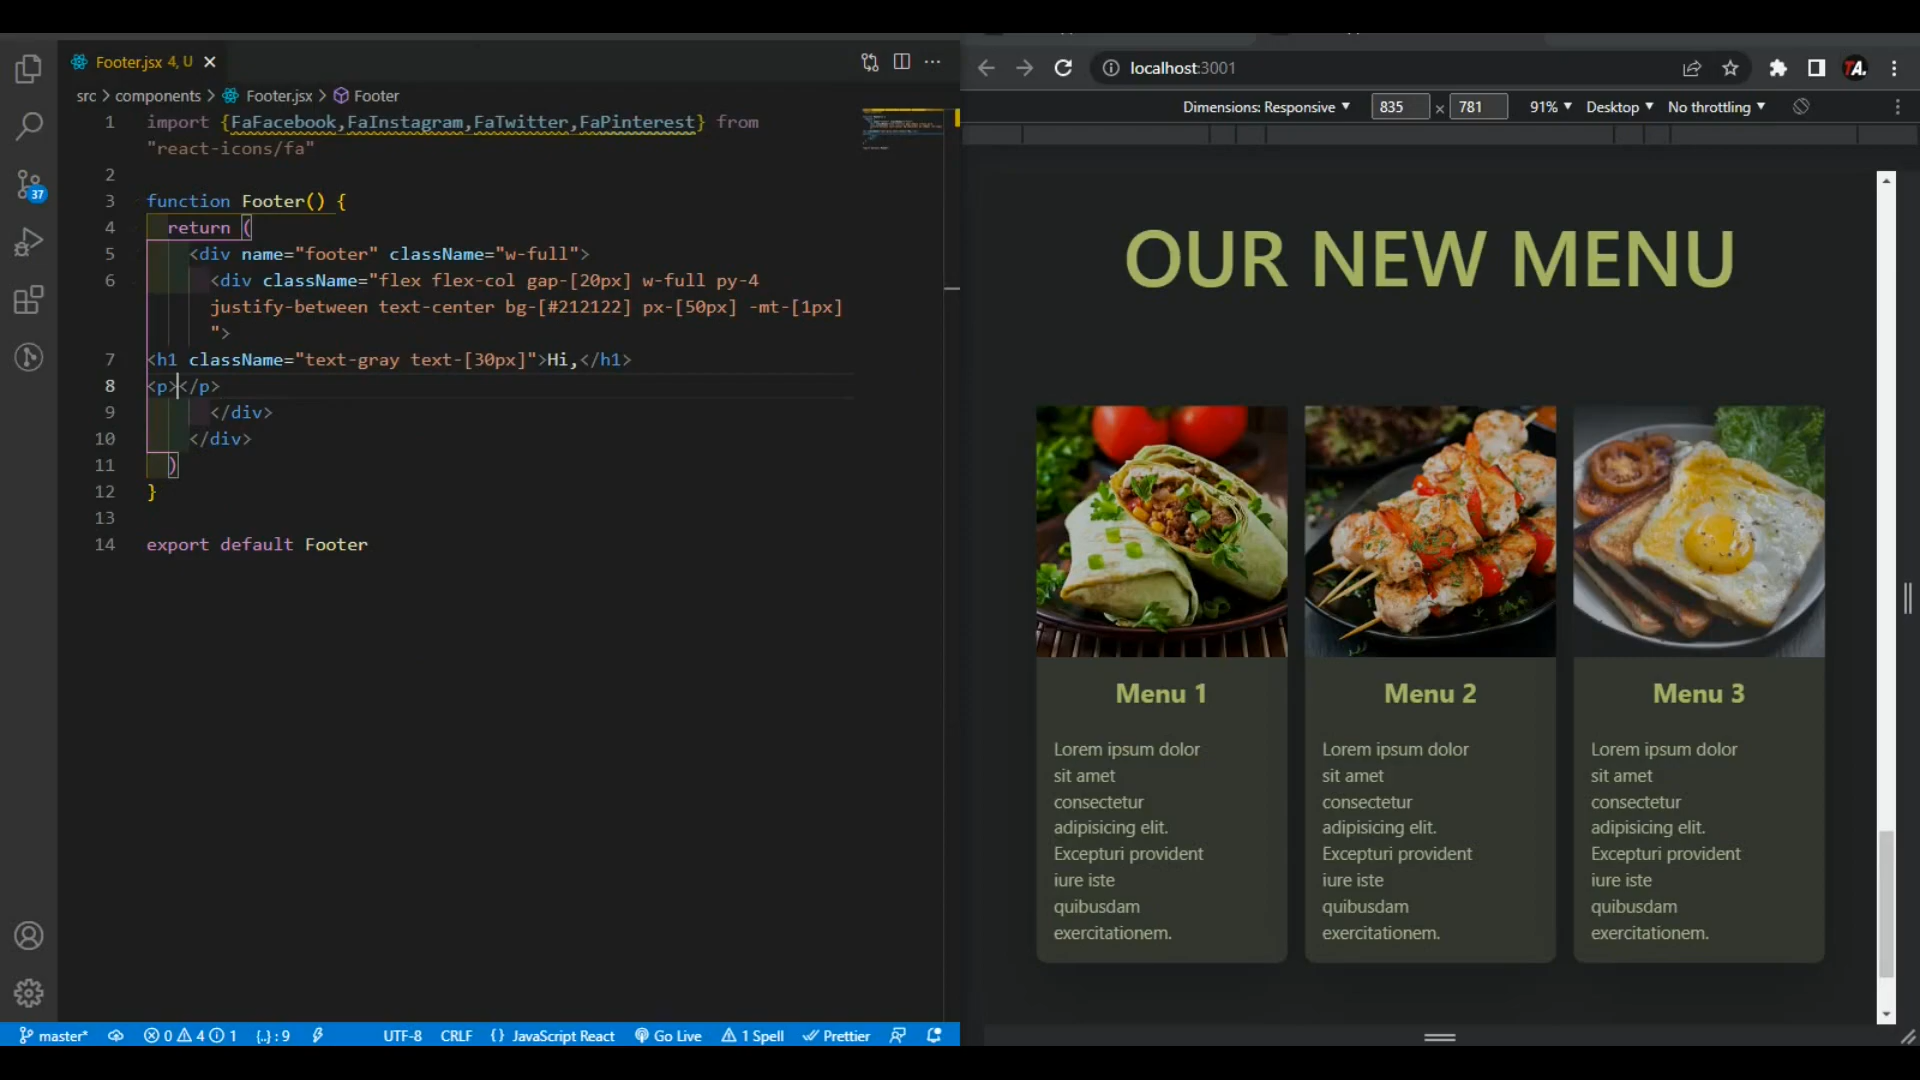 Footer.jsx 4, U
src > components > Footer.jsx > Footer
1 import {FaFacebook,FaInstagram,FaTwitter,FaPinterest} from
"react-icons/fa"
2
3 function Footer() {
4 return (
5 <div name="footer" className="w-full">
6 <div className="flex flex-col gap-[20px] w-full py-4
justify-between text-center bg-[#212122] px-[50px] -mt-[1px]
">
7 <h1 className="text-gray text-[30px]">Hi,</h1>
8 <p></p>
9 </div>
10 </div>
11 )
12 }
13
14 export default Footer
37
master* 0 4 1 {..} : 9 UTF-8 CRLF {} JavaScript React Go Live 1 Spell Prettier
localhost:3001
TA.
Dimensions: Responsive 835 × 781 91% Desktop No throttling
OUR NEW MENU
Menu 1
Lorem ipsum dolor
sit amet
consectetur
adipisicing elit.
Excepturi provident
iure iste
quibusdam
exercitationem.
Menu 2
Lorem ipsum dolor
sit amet
consectetur
adipisicing elit.
Excepturi provident
iure iste
quibusdam
exercitationem.
Menu 3
Lorem ipsum dolor
sit amet
consectetur
adipisicing elit.
Excepturi provident
iure iste
quibusdam
exercitationem.